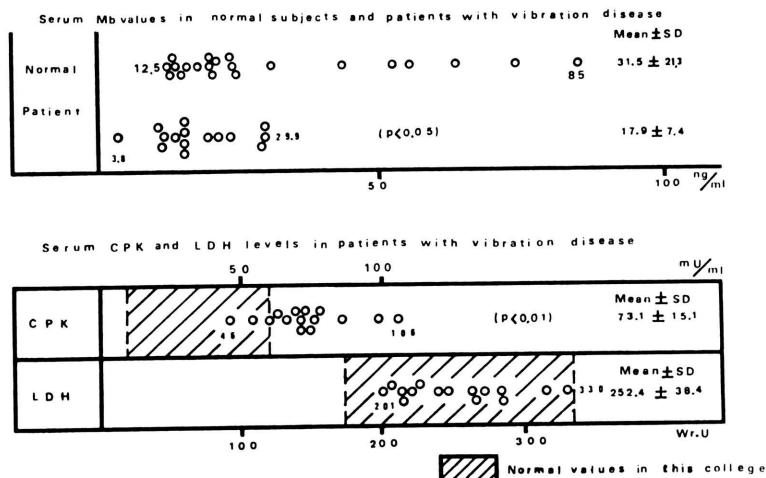 Serum Mb values in normal subjects and patients with vibration disease
Mean ± SD
Normal 12.5 85 31.5 ± 21.3
Patient
3.8 29.9 (p<0.05) 17.9 ± 7.4
50 100 ng/ml
Serum CPK and LDH levels in patients with vibration disease
50 100 mU/ml
Mean ± SD
CPK 46 106 (p<0.01) 73.1 ± 15.1
Mean ± SD
LDH 201 330 252.4 ± 38.4
100 200 300 Wr.U
Normal values in this college